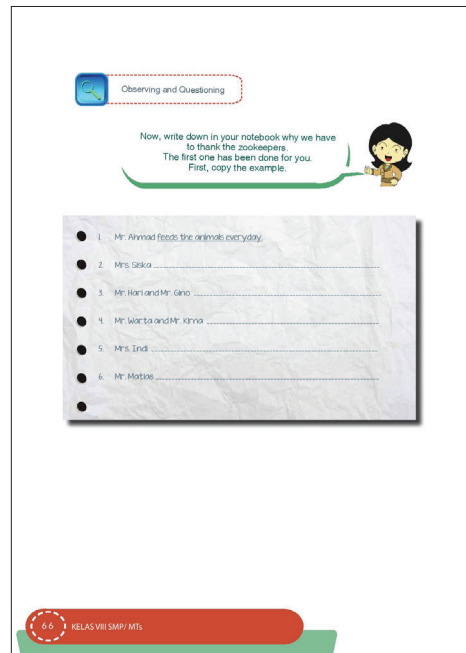 Observing and Questioning
Now, write down in your notebook why we have
to thank the zookeepers.
The first one has been done for you.
First, copy the example.
1. Mr. Ahmad feeds the animals everyday.
2. Mrs. Siska
3. Mr. Hari and Mr. Gino
4. Mr. Warta and Mr. Kirna
5. Mrs. Indi
6. Mr. Matias
66 KELAS VIII SMP/ MTs